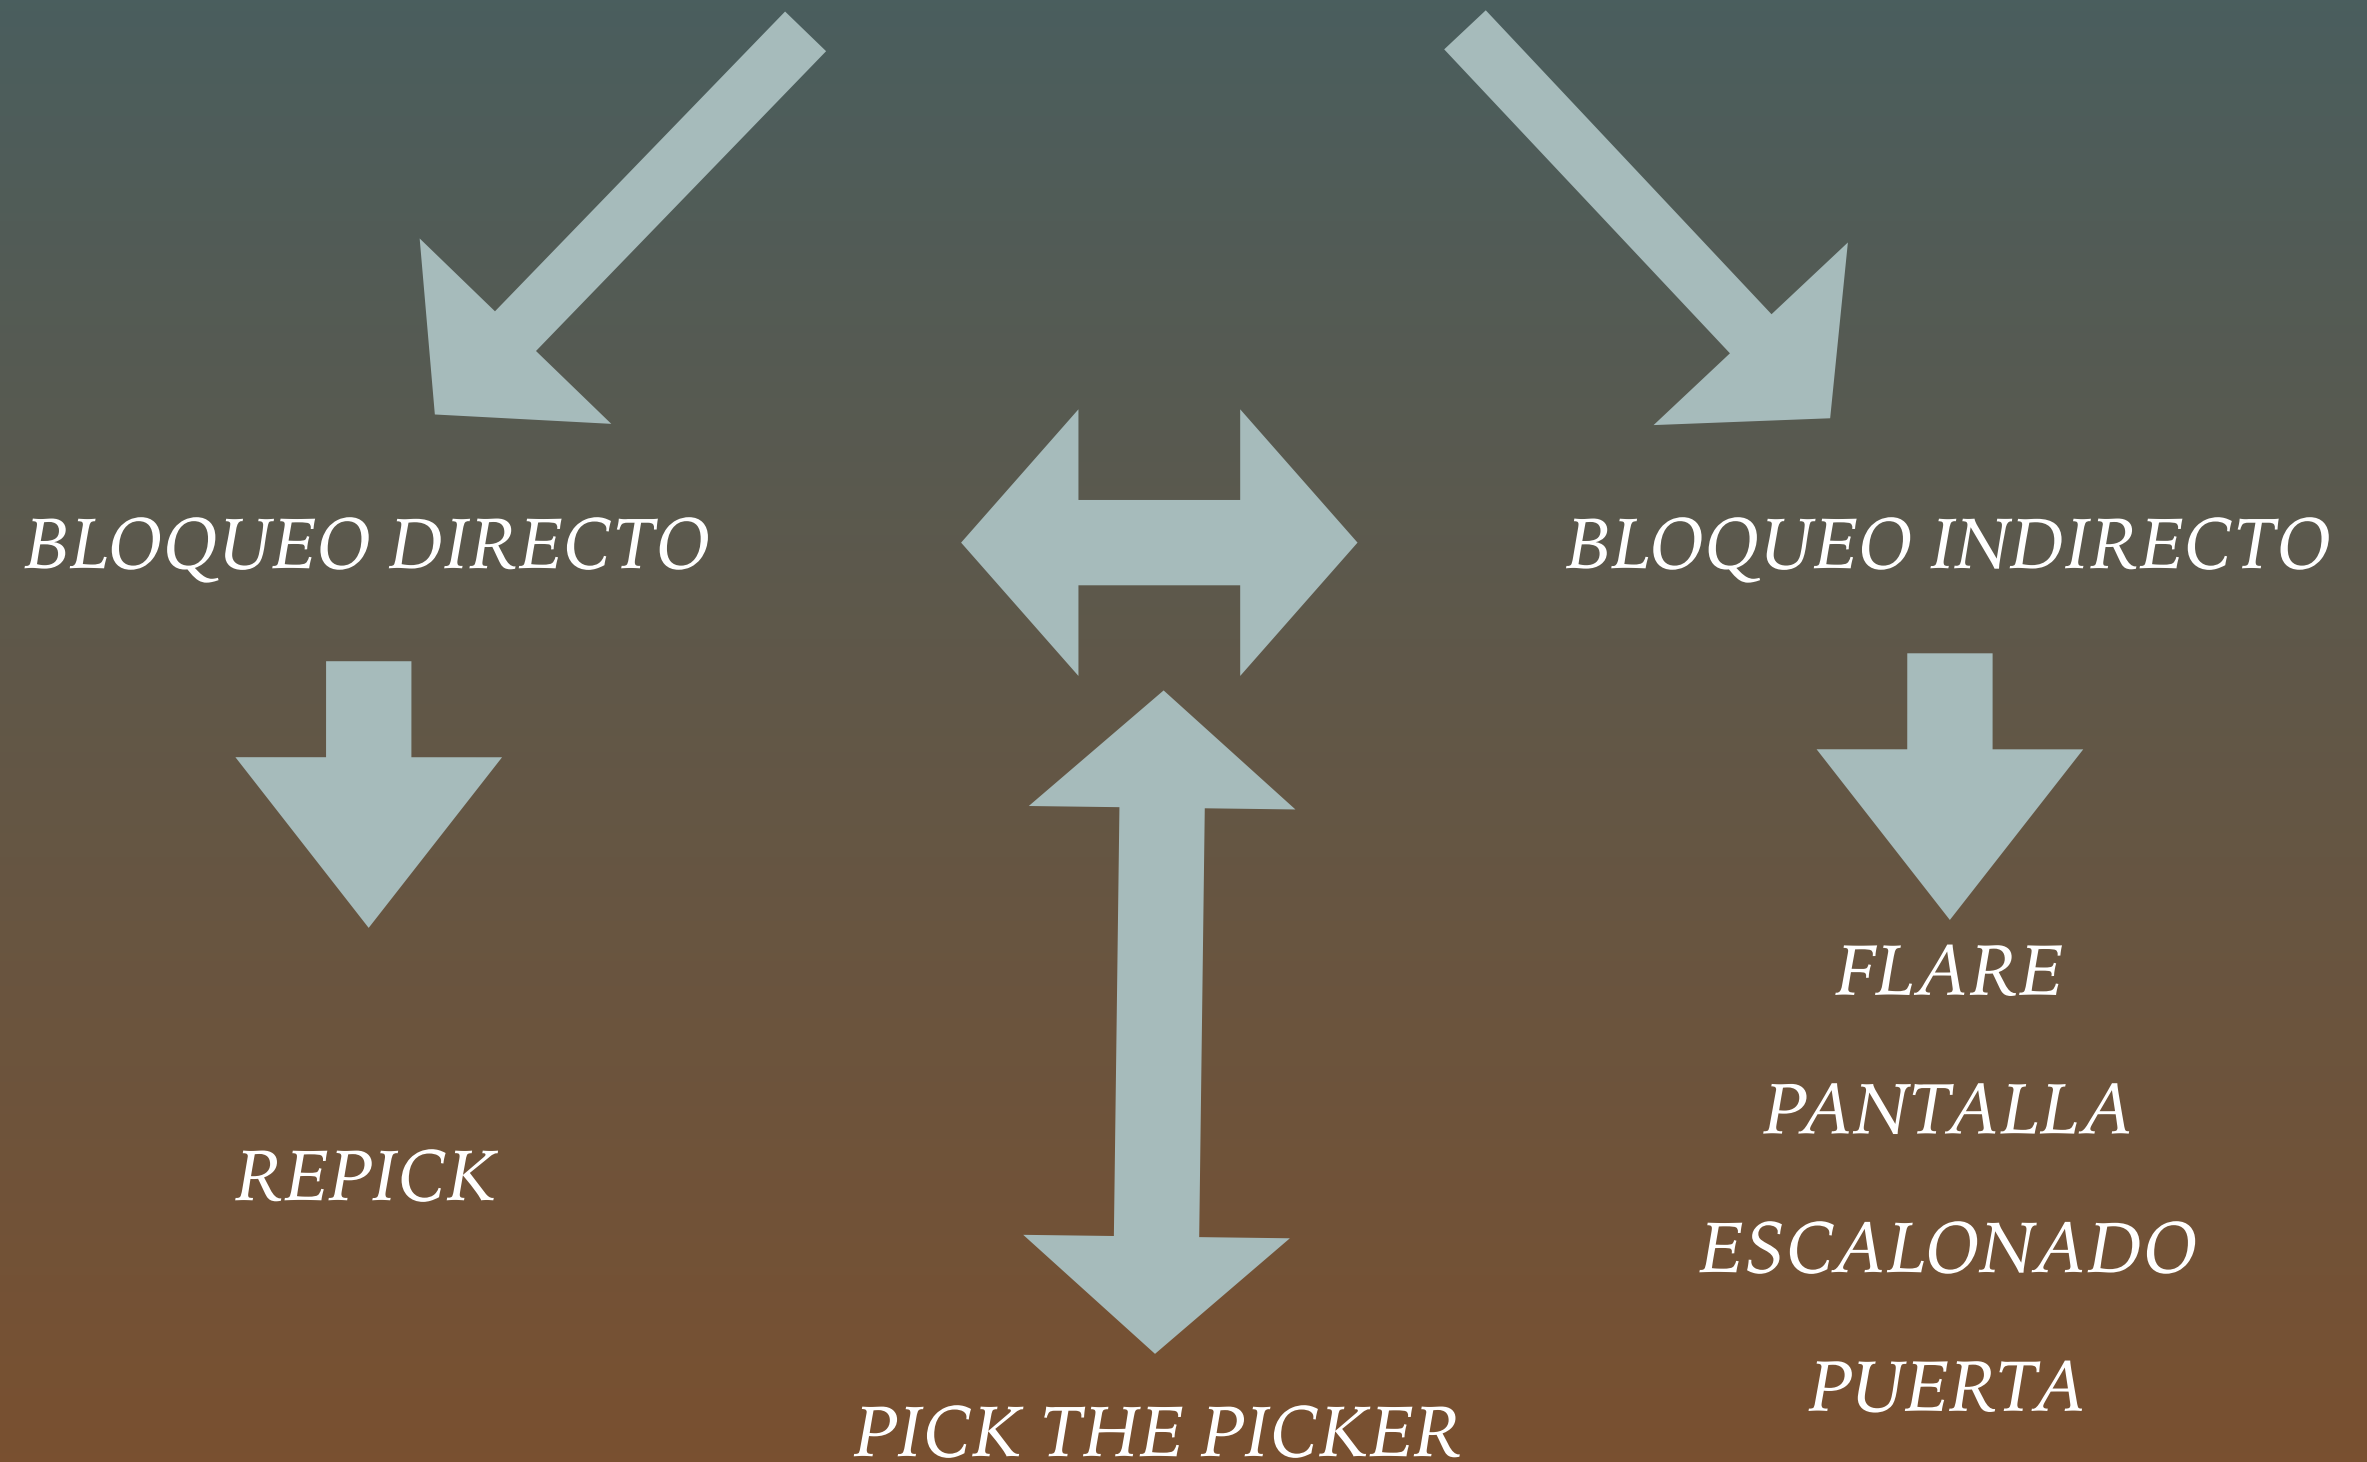 BLOQUEO DIRECTO
BLOQUEO INDIRECTO
REPICK
PICK THE PICKER
FLARE
PANTALLA
ESCALONADO
PUERTA